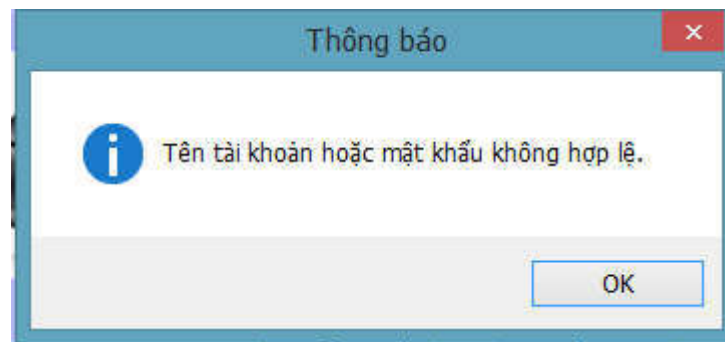 Thông báo
Tên tài khoản hoặc mật khẩu không hợp lệ.
OK